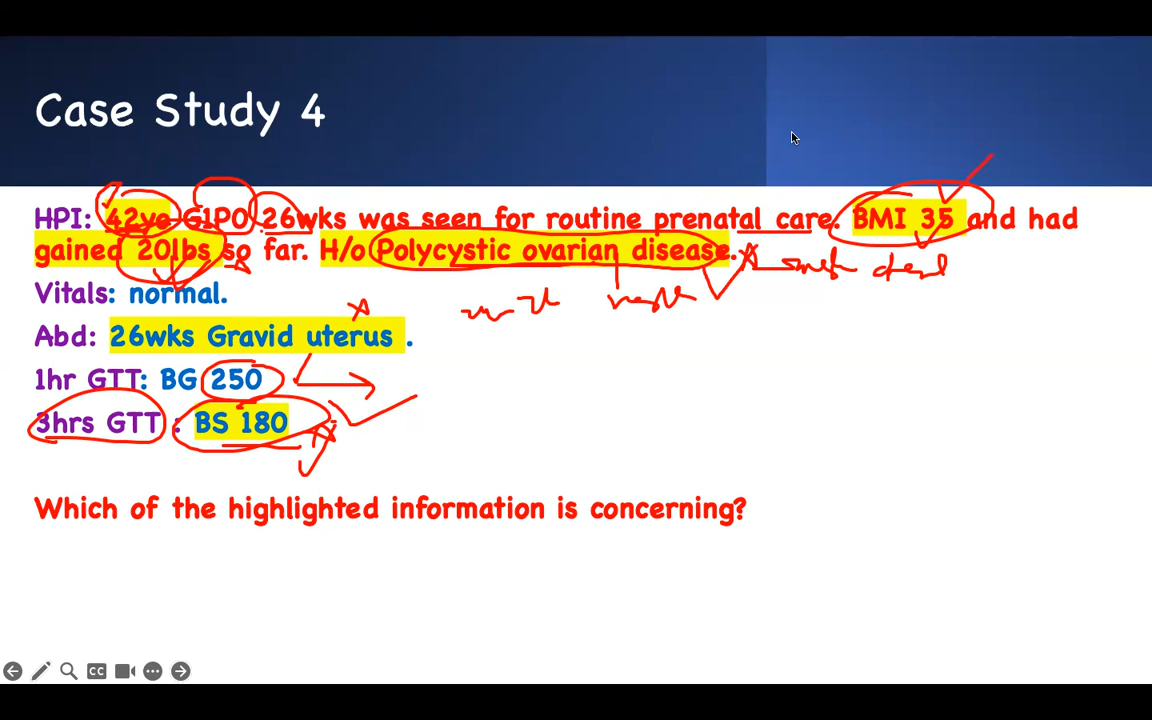 Case Study 4
HPI: 42yo G1P0 26wks was seen for routine prenatal care. BMI 35 and had
gained 20lbs so far. H/o Polycystic ovarian disease.
Vitals: normal.
Abd: 26wks Gravid uterus .
1hr GTT: BG 250
3hrs GTT : BS 180
Which of the highlighted information is concerning?
CC